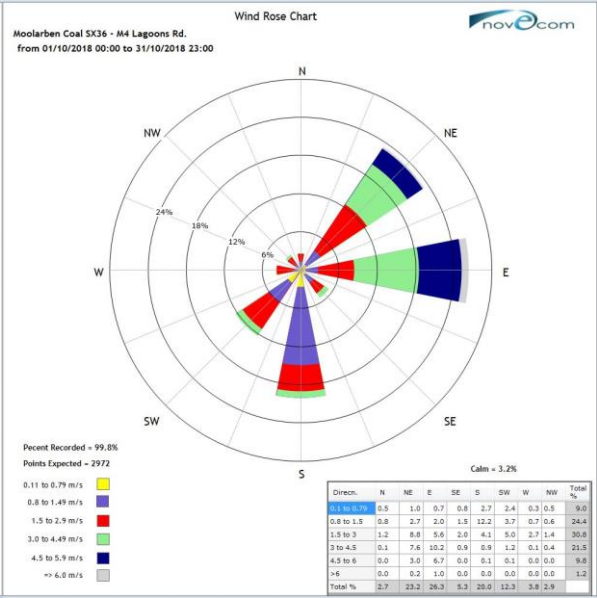 Wind Rose Chart
novecom
Moolarben Coal SX36 - M4 Lagoons Rd.
from 01/10/2018 00:00 to 31/10/2018 23:00
N
NW
NE
24%
18%
12%
6%
W
E
SW
SE
S
Pecent Recorded = 99.8%
Points Expected = 2972
Calm = 3.2%
0.11 to 0.79 m/s
0.8 to 1.49 m/s
1.5 to 2.9 m/s
3.0 to 4.49 m/s
4.5 to 5.9 m/s
=> 6.0 m/s
Direcn. N NE E SE S SW W NW Total %
0.1 to 0.79 0.5 1.0 0.7 0.8 2.7 2.4 0.3 0.5 9.0
0.8 to 1.5 0.8 2.7 2.0 1.5 12.2 3.7 0.7 0.6 24.4
1.5 to 3 1.2 8.8 5.6 2.0 4.1 5.0 2.7 1.4 30.8
3 to 4.5 0.1 7.6 10.2 0.9 0.9 1.2 0.1 0.4 21.5
4.5 to 6 0.0 3.0 6.7 0.0 0.1 0.1 0.0 0.0 9.8
>6 0.0 0.2 1.0 0.0 0.0 0.0 0.0 0.0 1.2
Total % 2.7 23.2 26.3 5.3 20.0 12.3 3.8 2.9